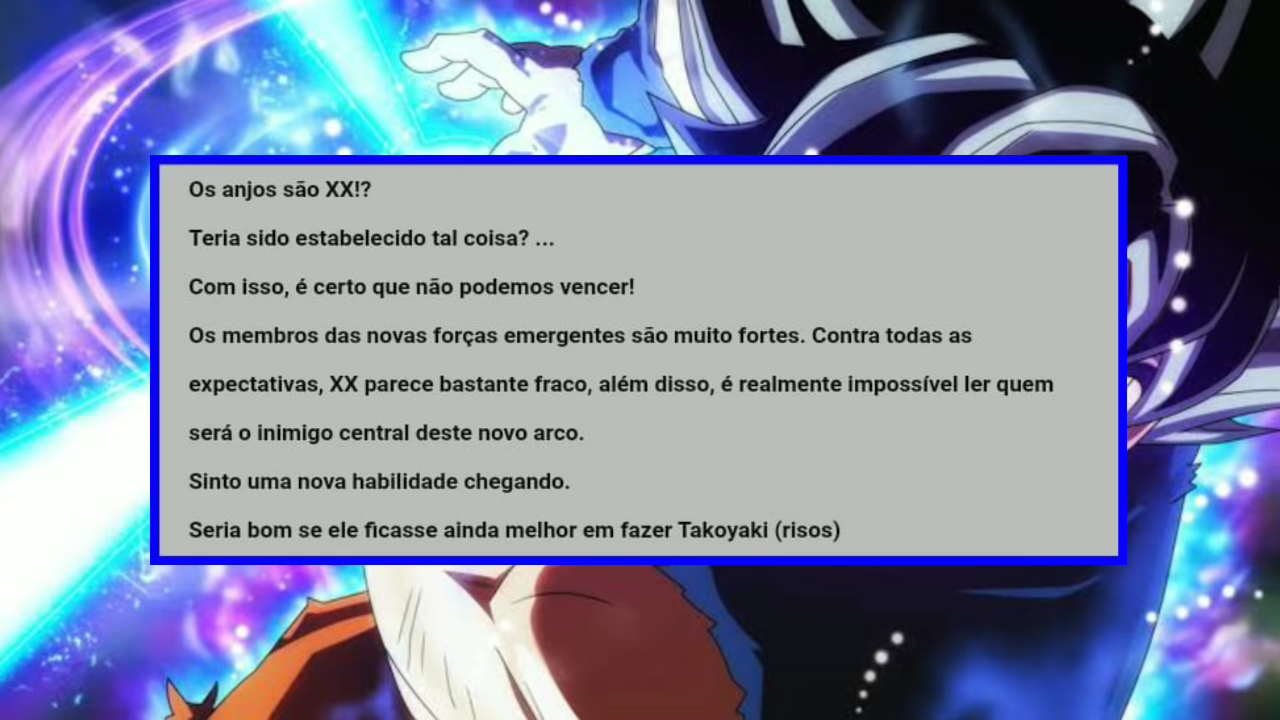 Os anjos são XX!?
Teria sido estabelecido tal coisa? ...
Com isso, é certo que não podemos vencer!
Os membros das novas forças emergentes são muito fortes. Contra todas as
expectativas, XX parece bastante fraco, além disso, é realmente impossível ler quem
será o inimigo central deste novo arco.
Sinto uma nova habilidade chegando.
Seria bom se ele ficasse ainda melhor em fazer Takoyaki (risos)